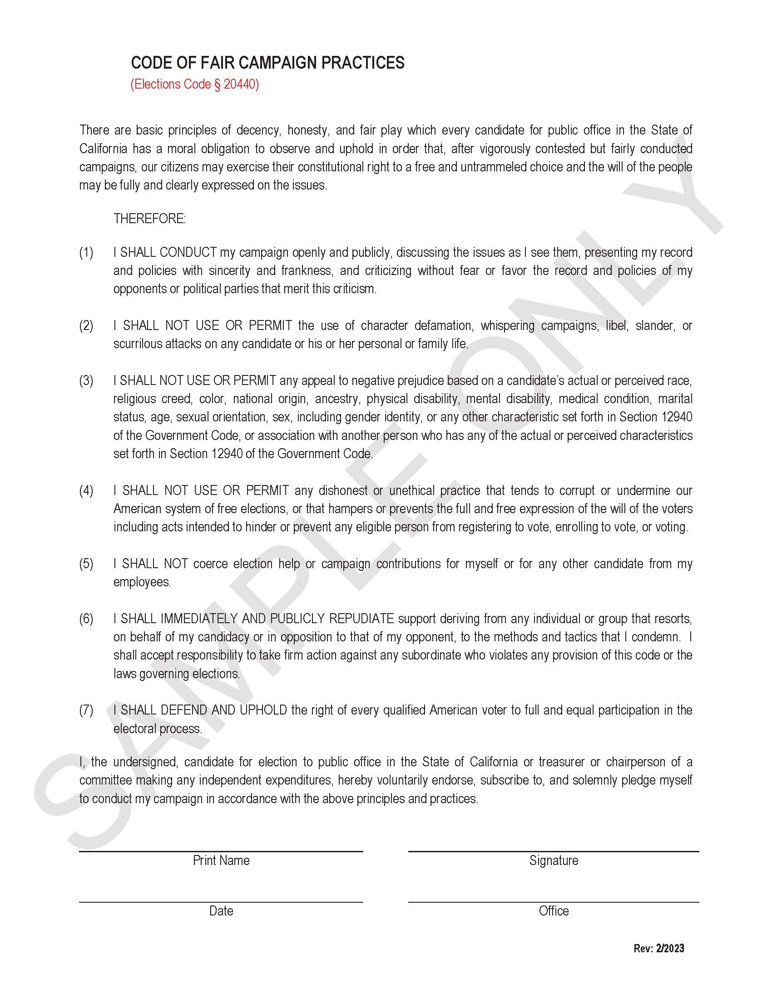 CODE OF FAIR CAMPAIGN PRACTICES
(Elections Code § 20440)
There are basic principles of decency, honesty, and fair play which every candidate for public office in the State of
California has a moral obligation to observe and uphold in order that, after vigorously contested but fairly conducted
campaigns, our citizens may exercise their constitutional right to a free and untrammeled choice and the will of the people
may be fully and clearly expressed on the issues.
THEREFORE:
(1) I SHALL CONDUCT my campaign openly and publicly, discussing the issues as I see them, presenting my record
and policies with sincerity and frankness, and criticizing without fear or favor the record and policies of my
opponents or political parties that merit this criticism.
(2) I SHALL NOT USE OR PERMIT the use of character defamation, whispering campaigns, libel, slander, or
scurrilous attacks on any candidate or his or her personal or family life.
(3) I SHALL NOT USE OR PERMIT any appeal to negative prejudice based on a candidate's actual or perceived race,
religious creed, color, national origin, ancestry, physical disability, mental disability, medical condition, marital
status, age, sexual orientation, sex, including gender identity, or any other characteristic set forth in Section 12940
of the Government Code, or association with another person who has any of the actual or perceived characteristics
set forth in Section 12940 of the Government Code.
(4) I SHALL NOT USE OR PERMIT any dishonest or unethical practice that tends to corrupt or undermine our
American system of free elections, or that hampers or prevents the full and free expression of the will of the voters
including acts intended to hinder or prevent any eligible person from registering to vote, enrolling to vote, or voting.
(5) I SHALL NOT coerce election help or campaign contributions for myself or for any other candidate from my
employees.
(6) I SHALL IMMEDIATELY AND PUBLICLY REPUDIATE support deriving from any individual or group that resorts,
on behalf of my candidacy or in opposition to that of my opponent, to the methods and tactics that I condemn. I
shall accept responsibility to take firm action against any subordinate who violates any provision of this code or the
laws governing elections.
(7) I SHALL DEFEND AND UPHOLD the right of every qualified American voter to full and equal participation in the
electoral process.
I, the undersigned, candidate for election to public office in the State of California or treasurer or chairperson of a
committee making any independent expenditures, hereby voluntarily endorse, subscribe to, and solemnly pledge myself
to conduct my campaign in accordance with the above principles and practices.
Print Name Signature
Date Office
Rev: 2/2023
SAMPLE ONLY